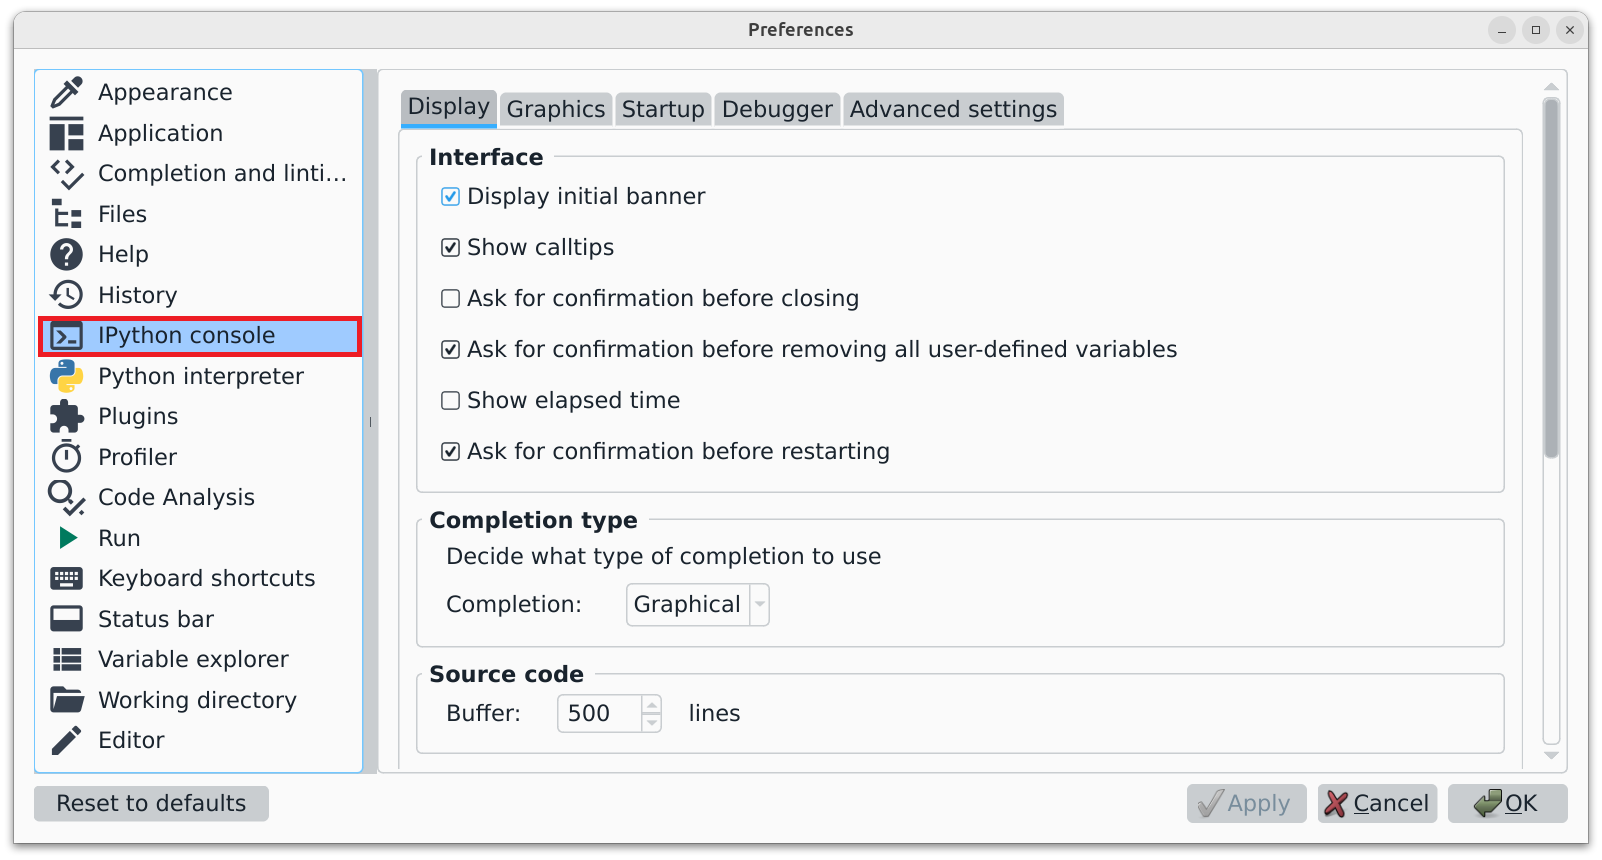 Preferences
Appearance
Application
Completion and linti...
Files
Help
History
IPython console
Python interpreter
Plugins
Profiler
Code Analysis
Run
Keyboard shortcuts
Status bar
Variable explorer
Working directory
Editor
Display Graphics Startup Debugger Advanced settings
Interface
Display initial banner
Show calltips
Ask for confirmation before closing
Ask for confirmation before removing all user-defined variables
Show elapsed time
Ask for confirmation before restarting
Completion type
Decide what type of completion to use
Completion: Graphical
Source code
Buffer: 500 lines
Reset to defaults Apply Cancel OK